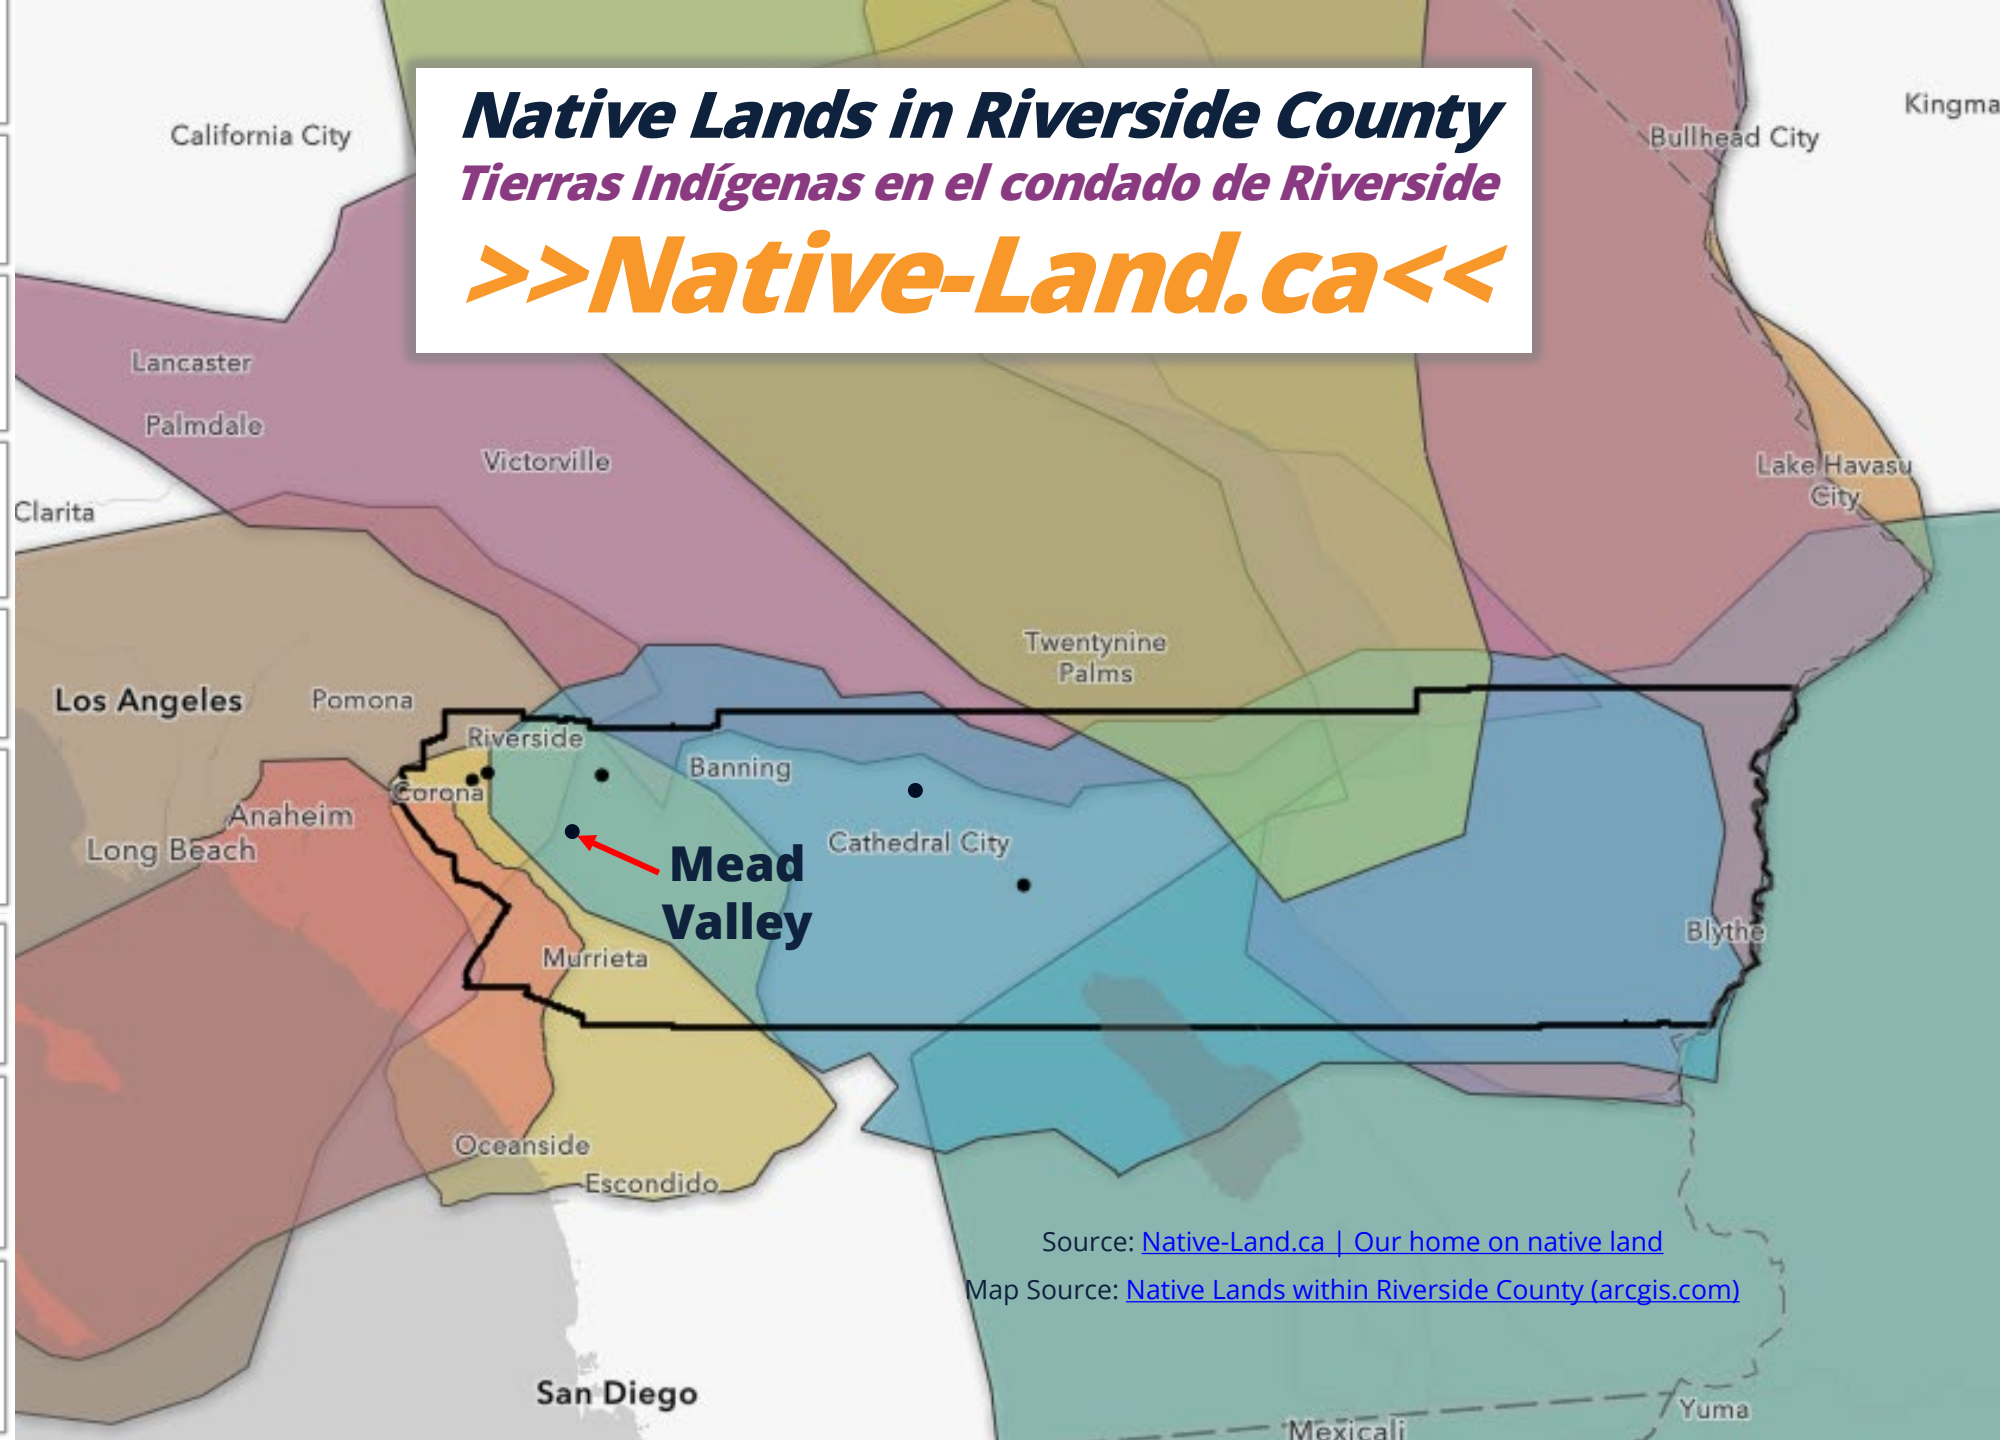 Native Lands in Riverside County
Tierras Indígenas en el condado de Riverside
>>Native-Land.ca<<
California City
Kingma
Bullhead City
Lancaster
Palmdale
Victorville
Clarita
Lake Havasu
City
Twentynine
Palms
Los Angeles
Pomona
Riverside
Banning
Corona
Anaheim
Long Beach
Cathedral City
Mead
Valley
Murrieta
Blythe
Oceanside
Escondido
Source: Native-Land.ca | Our home on native land
Map Source: Native Lands within Riverside County (arcgis.com)
San Diego
Yuma
Mexicali